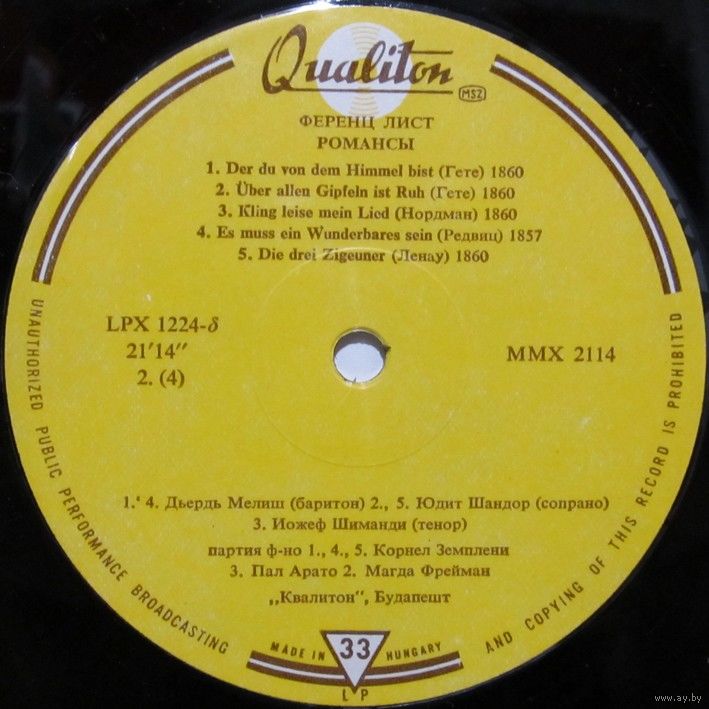 Qualiton
MSZ
ФЕРЕНЦ ЛИСТ
РОМАНСЫ
1. Der du von dem Himmel bist (Гете) 1860
2. Über allen Gipfeln ist Ruh (Гете) 1860
3. Kling leise mein Lied (Нордман) 1860
4. Es muss ein Wunderbares sein (Редвиц) 1857
5. Die drei Zigeuner (Ленау) 1860
LPX 1224-δ
21'14''
2. (4)
MMX 2114
1.‘ 4. Дьердь Мелиш (баритон) 2., 5. Юдит Шандор (сопрано)
3. Иожеф Шиманди (тенор)
партия ф-но 1., 4., 5. Корнел Земплени
3. Пал Арато 2. Магда Фрейман
„Квалитон”, Будапешт
UNAUTHORIZED PUBLIC PERFORMANCE BROADCASTING AND COPYING OF THIS RECORD IS PROHIBITED
MADE IN HUNGARY
33
LP
www.ay.by